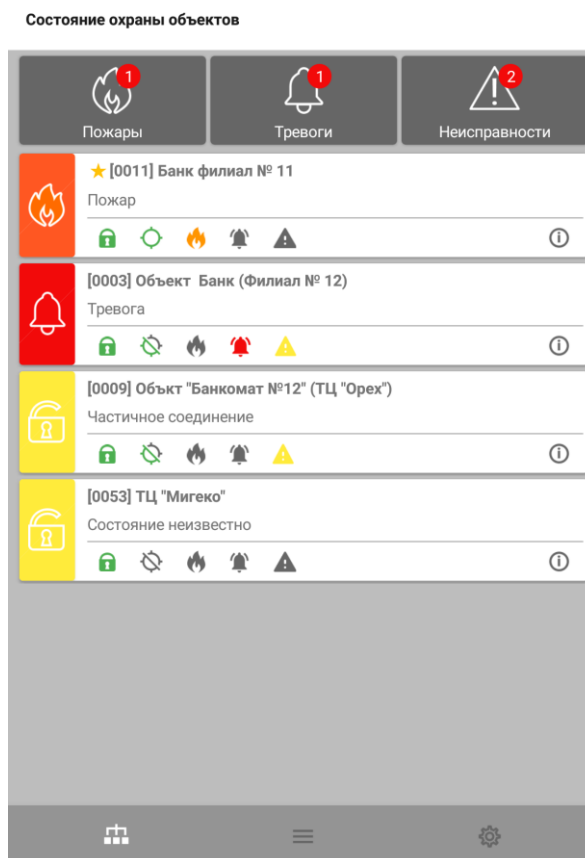 Состояние охраны объектов
1 1 2
Пожары Тревоги Неисправности
★ [0011] Банк филиал № 11
Пожар
[0003] Объект Банк (Филиал № 12)
Тревога
[0009] Объкт "Банкомат №12" (ТЦ "Орех")
Частичное соединение
[0053] ТЦ "Мигеко"
Состояние неизвестно